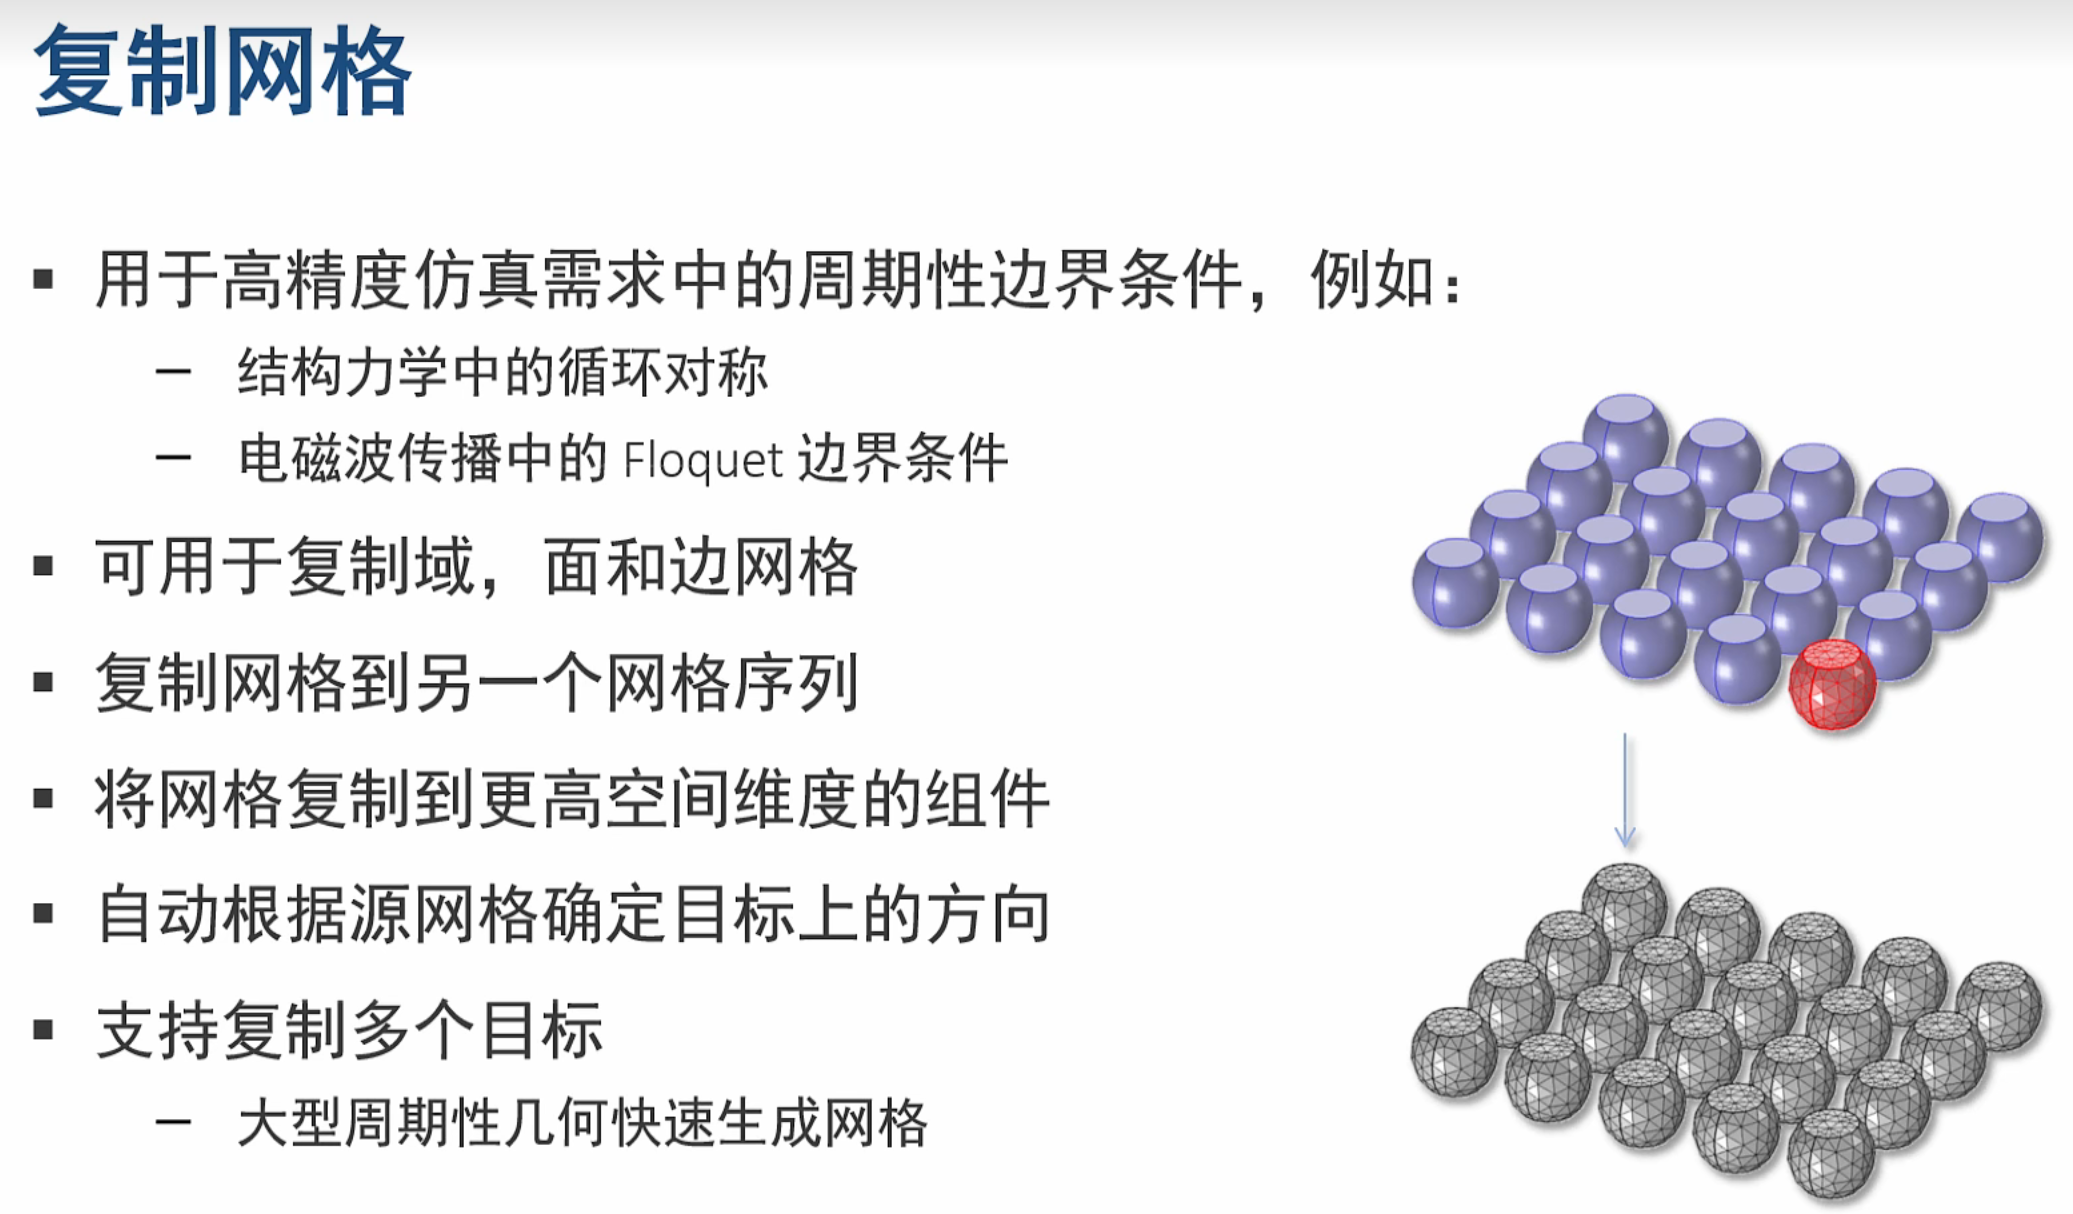 复制网格
▪ 用于高精度仿真需求中的周期性边界条件，例如：
– 结构力学中的循环对称
– 电磁波传播中的 Floquet 边界条件
▪ 可用于复制域，面和边网格
▪ 复制网格到另一个网格序列
▪ 将网格复制到更高空间维度的组件
▪ 自动根据源网格确定目标上的方向
▪ 支持复制多个目标
– 大型周期性几何快速生成网格